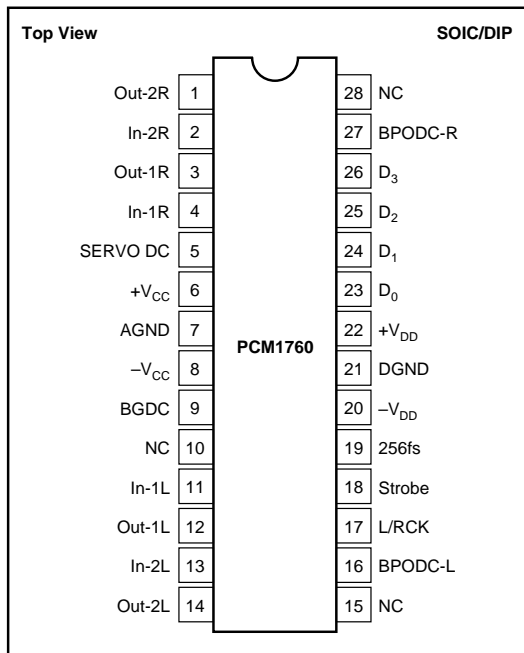 Top View SOIC/DIP
Out-2R 1 28 NC
In-2R 2 27 BPODC-R
Out-1R 3 26 D3
In-1R 4 25 D2
SERVO DC 5 24 D1
+VCC 6 23 D0
AGND 7 22 +VDD
PCM1760
–VCC 8 21 DGND
BGDC 9 20 –VDD
NC 10 19 256fs
In-1L 11 18 Strobe
Out-1L 12 17 L/RCK
In-2L 13 16 BPODC-L
Out-2L 14 15 NC